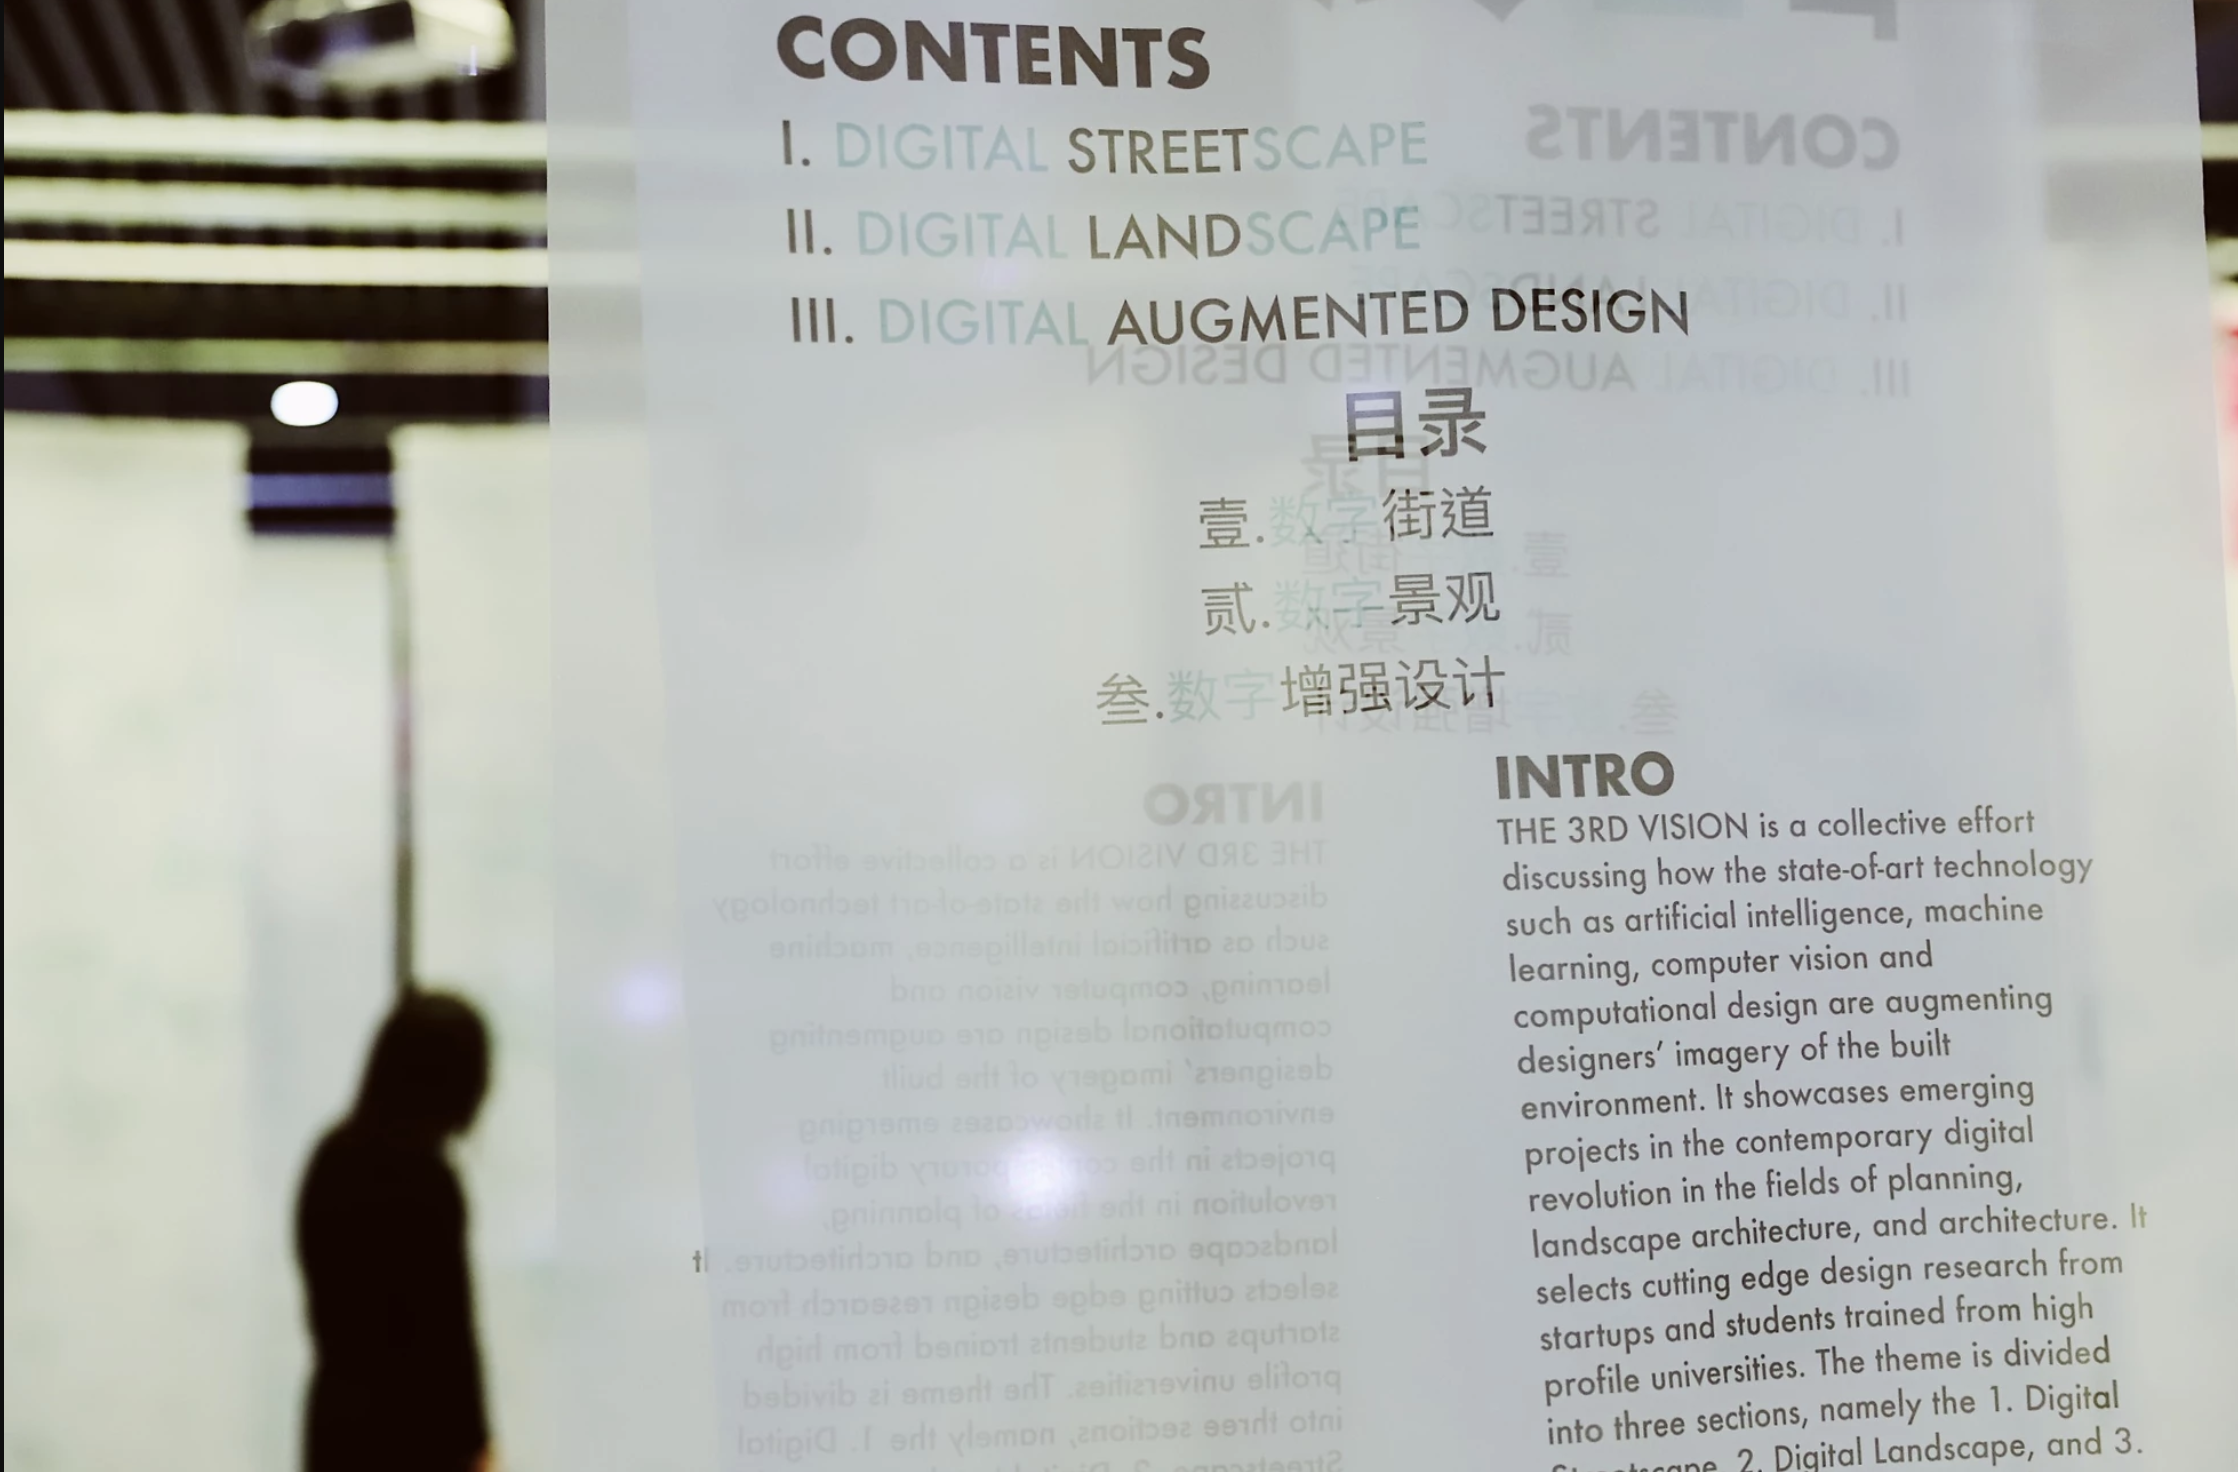 CONTENTS
I. DIGITAL STREETSCAPE
II. DIGITAL LANDSCAPE
III. DIGITAL AUGMENTED DESIGN
目录
壹.数字街道
贰.数字景观
叁.数字增强设计
INTRO
THE 3RD VISION is a collective effort
discussing how the state-of-art technology
such as artificial intelligence, machine
learning, computer vision and
computational design are augmenting
designers’ imagery of the built
environment. It showcases emerging
projects in the contemporary digital
revolution in the fields of planning,
landscape architecture, and architecture. It
selects cutting edge design research from
startups and students trained from high
profile universities. The theme is divided
into three sections, namely the 1. Digital
Streetscape, 2. Digital Landscape, and 3.